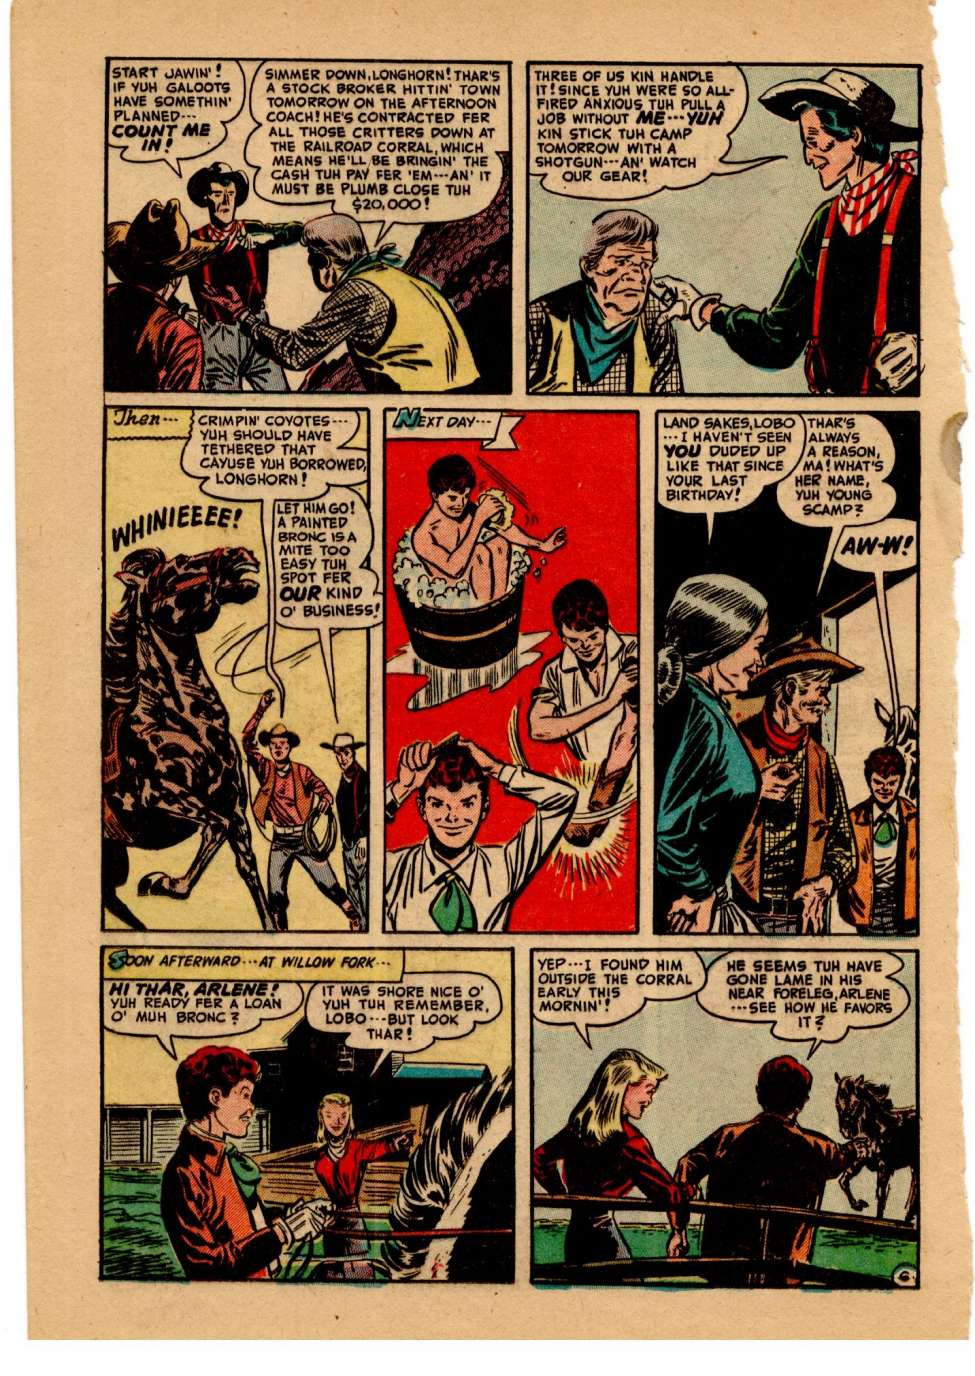 START JAWIN'!
IF YUH GALOOTS
HAVE SOMETHIN'
PLANNED---
COUNT ME
IN!
SIMMER DOWN, LONGHORN! THAR'S
A STOCK BROKER HITTIN' TOWN
TOMORROW ON THE AFTERNOON
COACH! HE'S CONTRACTED FER
ALL THOSE CRITTERS DOWN AT
THE RAILROAD CORRAL, WHICH
MEANS HE'LL BE BRINGIN' THE
CASH TUH PAY FER 'EM---AN' IT
MUST BE PLUMB CLOSE TUH
$20,000!
THREE OF US KIN HANDLE
IT! SINCE YUH WERE SO ALL-
FIRED ANXIOUS TUH PULL A
JOB WITHOUT ME---YUH
KIN STICK TUH CAMP
TOMORROW WITH A
SHOTGUN---AN' WATCH
OUR GEAR!
Then---
CRIMPIN' COYOTES---
YUH SHOULD HAVE
TETHERED THAT
CAYUSE YUH BORROWED,
LONGHORN!
WHINIEEEE!
LET HIM GO!
A PAINTED
BRONC IS A
MITE TOO
EASY TUH
SPOT FER
OUR KIND
O' BUSINESS!
NEXT DAY---
LAND SAKES, LOBO
---I HAVEN'T SEEN
YOU DUDED UP
LIKE THAT SINCE
YOUR LAST
BIRTHDAY!
THAR'S
ALWAYS
A REASON,
MA! WHAT'S
HER NAME,
YUH YOUNG
SCAMP?
AW-W!
SOON AFTERWARD---AT WILLOW FORK---
HI THAR, ARLENE!
YUH READY FER A LOAN
O' MUH BRONC?
IT WAS SHORE NICE O'
YUH TUH REMEMBER,
LOBO---BUT LOOK
THAR!
YEP---I FOUND HIM
OUTSIDE THE CORRAL
EARLY THIS
MORNIN'!
HE SEEMS TUH HAVE
GONE LAME IN HIS
NEAR FORELEG, ARLENE
---SEE HOW HE FAVORS
IT?
6